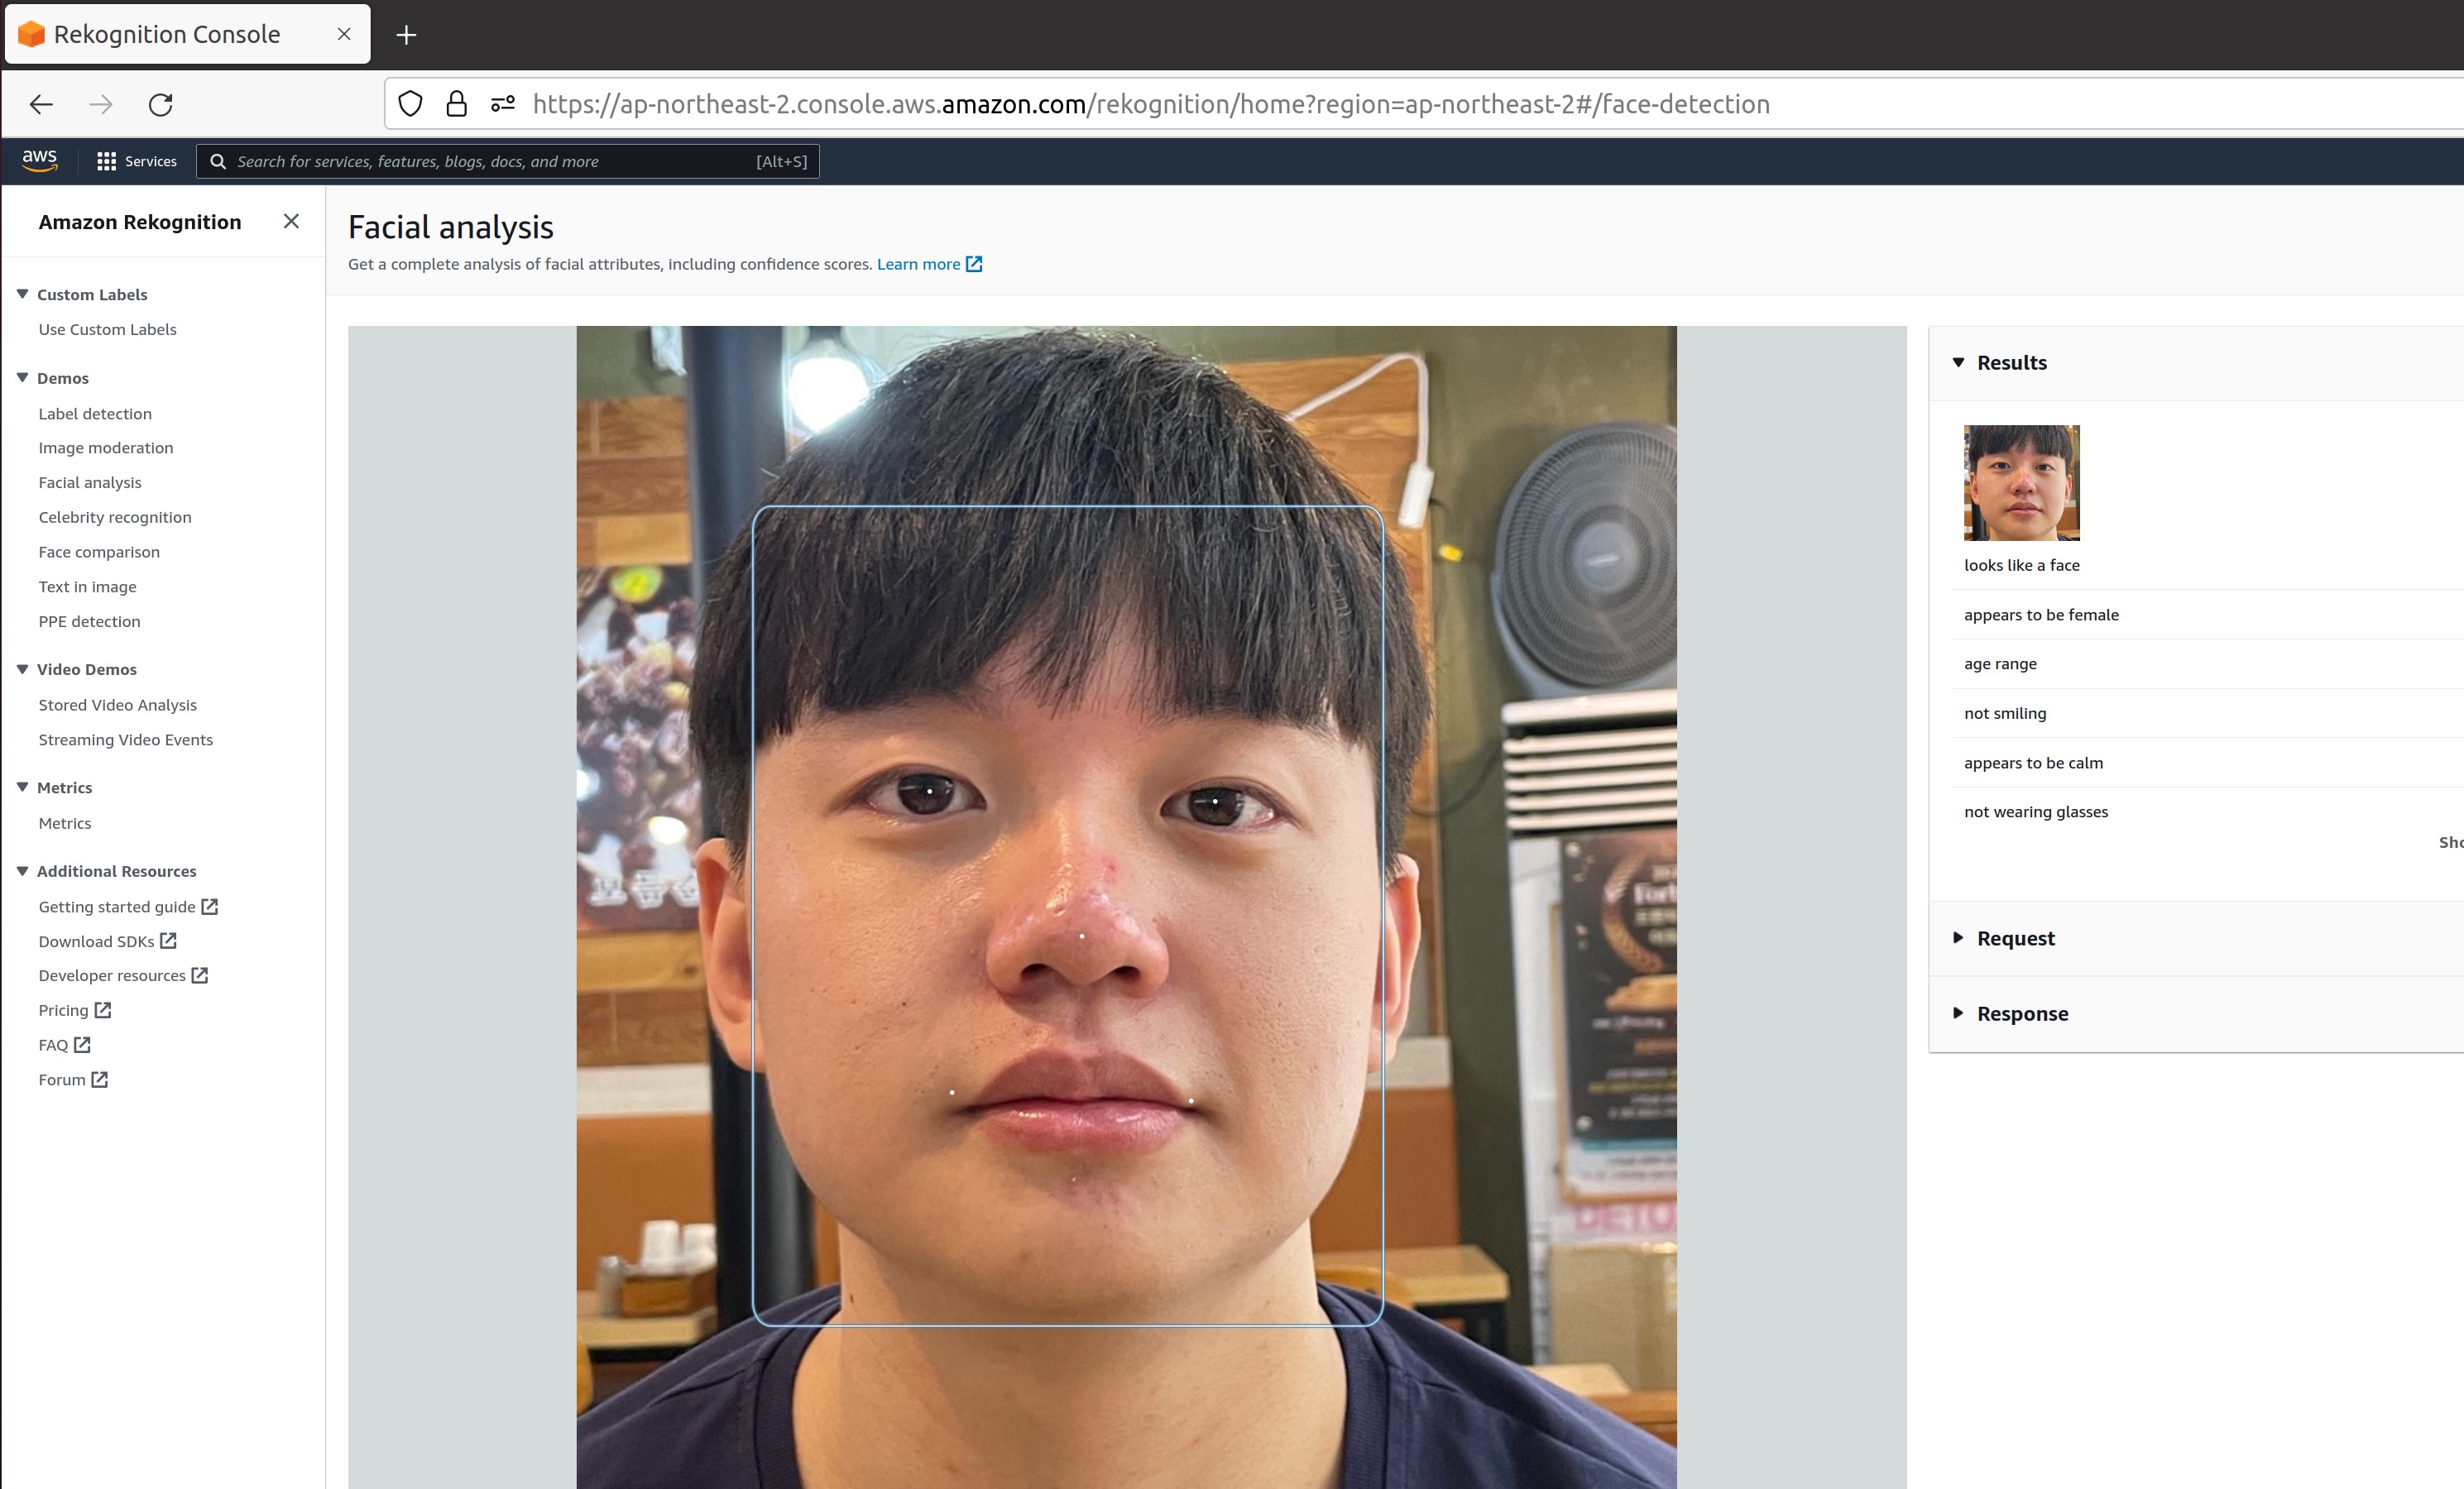 Rekognition Console
https://ap-northeast-2.console.aws.amazon.com/rekognition/home?region=ap-northeast-2#/face-detection
aws
Services
Search for services, features, blogs, docs, and more
[Alt+S]
Amazon Rekognition
Custom Labels
Use Custom Labels
Demos
Label detection
Image moderation
Facial analysis
Celebrity recognition
Face comparison
Text in image
PPE detection
Video Demos
Stored Video Analysis
Streaming Video Events
Metrics
Metrics
Additional Resources
Getting started guide
Download SDKs
Developer resources
Pricing
FAQ
Forum
Facial analysis
Get a complete analysis of facial attributes, including confidence scores. Learn more
Results
looks like a face
appears to be female
age range
not smiling
appears to be calm
not wearing glasses
Request
Response